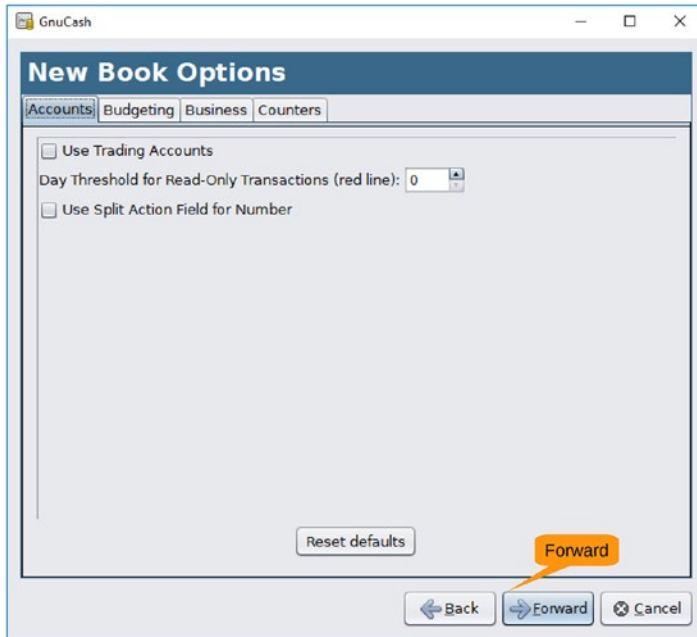 GnuCash
New Book Options
Accounts Budgeting Business Counters
Use Trading Accounts
Day Threshold for Read-Only Transactions (red line): 0
Use Split Action Field for Number
Reset defaults
Forward
Back Forward Cancel